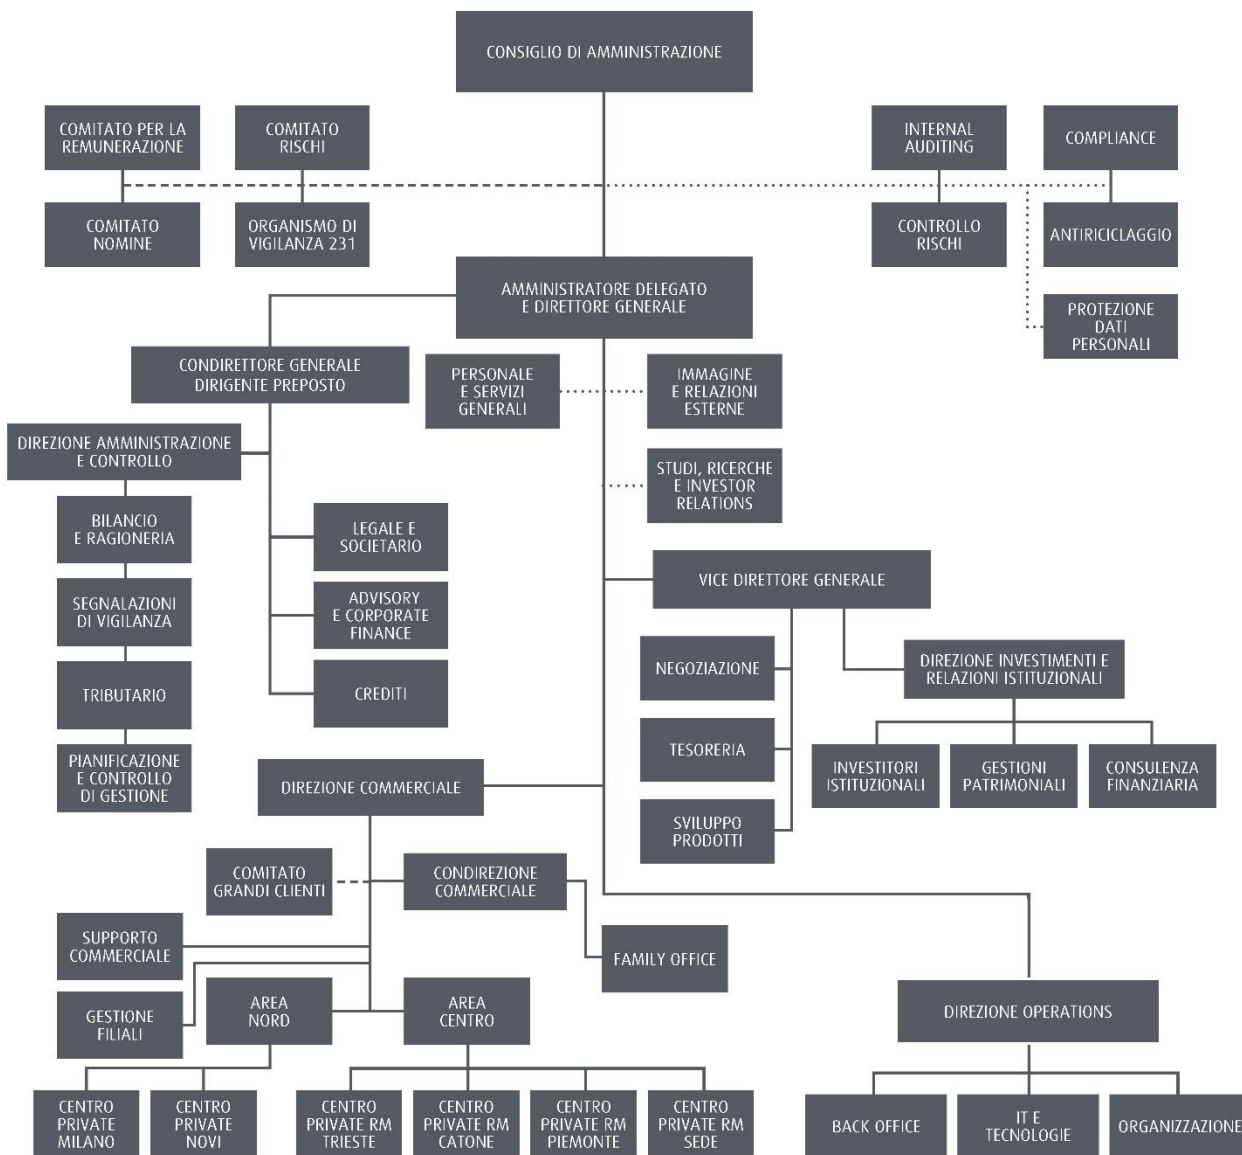 CONSIGLIO DI AMMINISTRAZIONE
COMITATO PER LA
REMUNERAZIONE
COMITATO
RISCHI
INTERNAL
AUDITING
COMPLIANCE
COMITATO
NOMINE
ORGANISMO DI
VIGILANZA 231
CONTROLLO
RISCHI
ANTIRICICLAGGIO
AMMINISTRATORE DELEGATO
E DIRETTORE GENERALE
PROTEZIONE
DATI
PERSONALI
CONDIRETTORE GENERALE
DIRIGENTE PREPOSTO
PERSONALE
E SERVIZI
GENERALI
IMMAGINE
E RELAZIONI
ESTERNE
DIREZIONE AMMINISTRAZIONE
E CONTROLLO
STUDI, RICERCHE
E INVESTOR
RELATIONS
BILANCIO
E RAGIONERIA
LEGALE E
SOCIETARIO
VICE DIRETTORE GENERALE
SEGNALAZIONI
DI VIGILANZA
ADVISORY
E CORPORATE
FINANCE
NEGOZIAZIONE
DIREZIONE INVESTIMENTI E
RELAZIONI ISTITUZIONALI
TRIBUTARIO
CREDITI
TESORERIA
INVESTITORI
ISTITUZIONALI
GESTIONI
PATRIMONIALI
CONSULENZA
FINANZIARIA
PIANIFICAZIONE
E CONTROLLO
DI GESTIONE
DIREZIONE COMMERCIALE
SVILUPPO
PRODOTTI
COMITATO
GRANDI CLIENTI
CONDIREZIONE
COMMERCIALE
SUPPORTO
COMMERCIALE
FAMILY OFFICE
GESTIONE
FILIALI
AREA
NORD
AREA
CENTRO
DIREZIONE OPERATIONS
CENTRO
PRIVATE
MILANO
CENTRO
PRIVATE
NOVI
CENTRO
PRIVATE RM
TRIESTE
CENTRO
PRIVATE RM
CATONE
CENTRO
PRIVATE RM
PIEMONTE
CENTRO
PRIVATE RM
SEDE
BACK OFFICE
IT E
TECNOLOGIE
ORGANIZZAZIONE